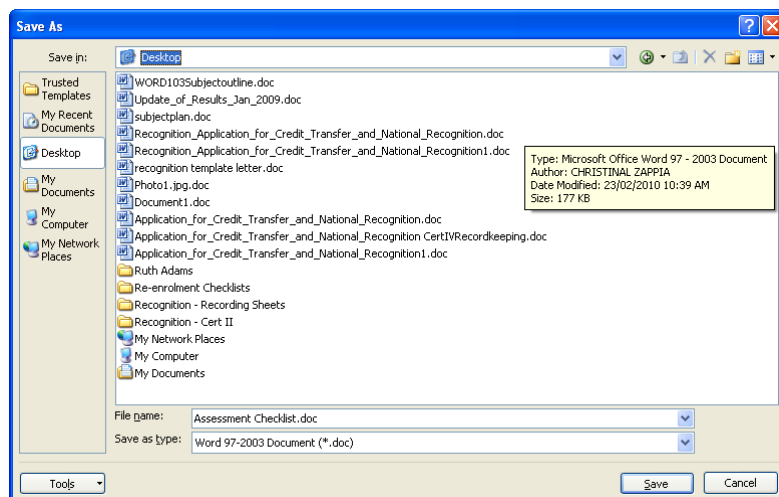 Save As
Save in:
Desktop
Trusted
Templates
My Recent
Documents
Desktop
My
Documents
My
Computer
My Network
Places
WORD103Subjectoutline.doc
Update_of_Results_Jan_2009.doc
subjectplan.doc
Recognition_Application_for_Credit_Transfer_and_National_Recognition.doc
Recognition_Application_for_Credit_Transfer_and_National_Recognition1.doc
recognition template letter.doc
Photo1.jpg.doc
Document1.doc
Application_for_Credit_Transfer_and_National_Recognition.doc
Application_for_Credit_Transfer_and_National_Recognition CertIVRecordkeeping.doc
Application_for_Credit_Transfer_and_National_Recognition1.doc
Ruth Adams
Re-enrolment Checklists
Recognition - Recording Sheets
Recognition - Cert II
My Network Places
My Computer
My Documents
Type: Microsoft Office Word 97 - 2003 Document
Author: CHRISTINAL ZAPPIA
Date Modified: 23/02/2010 10:39 AM
Size: 177 KB
File name:
Assessment Checklist.doc
Save as type:
Word 97-2003 Document (*.doc)
Tools
Save
Cancel